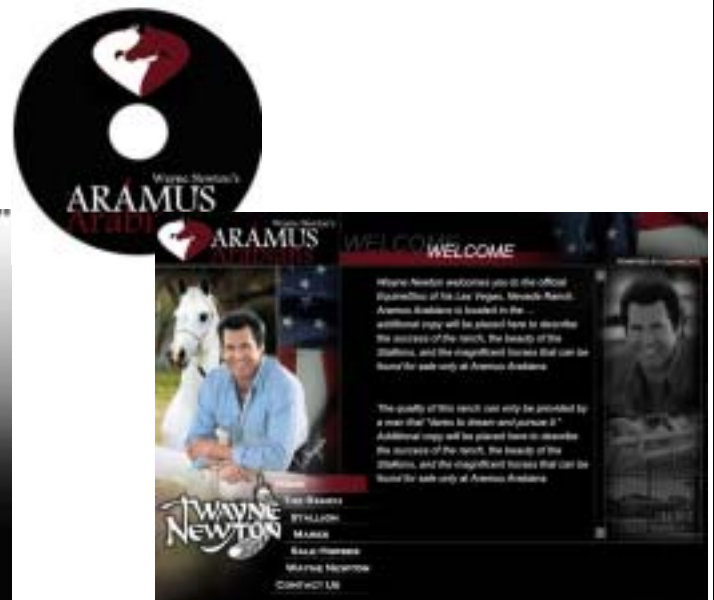 Wayne Newton's
ARAMUS
Arabi
Wayne Newton's
ARAMUS
Arabians
WELCOME
WELCOME
Wayne Newton welcomes you to the official
EquineDisc of his Las Vegas, Nevada Ranch.
Aramus Arabians is located in the ...
additional copy will be placed here to describe
the success of the ranch, the beauty of the
Stallions, and the magnificent horses that can be
found for sale only at Aramus Arabians
The quality of this ranch can only be provided by
a man that "dares to dream and pursue it."
Additional copy will be placed here to describe
the success of the ranch, the beauty of the
Stallions, and the magnificent horses that can be
found for sale only at Aramus Arabians
HOME
THE RANCH
STALLION
MARES
SALE HORSES
WAYNE NEWTON
CONTACT US
WAYNE
NEWTON